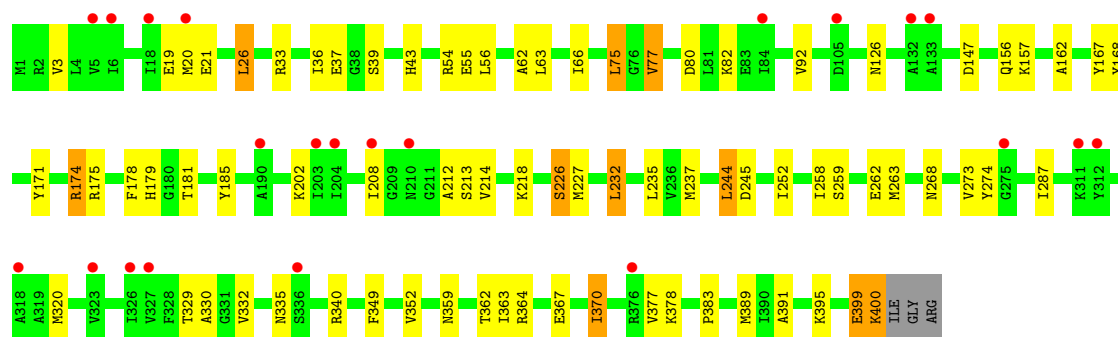 M1 R2 V3 L4 V5 I6 I18 E19 M20 E21 L26 R33 I36 E37 G38 S39 H43 R54 E55 L56 A62 L63 I66 L75 G76 V77 D80 L81 K82 E83 I84 V92 D105 N126 A132 A133 D147 Q156 K157 A162 Y167 Y168
Y171 R174 R175 F178 H179 G180 T181 Y185 A190 K202 I203 I204 I208 G209 N210 G211 A212 S213 V214 K218 S226 M227 L232 L235 V236 M237 L244 D245 I252 I258 S259 E262 M263 N268 V273 Y274 G275 I287 K311 Y312
A318 A319 M320 V323 I326 V327 F328 T329 A330 G331 V332 N335 S336 R340 F349 V352 N359 T362 I363 R364 E367 I370 R376 V377 K378 P383 M389 I390 A391 K395 E399 K400 ILE GLY ARG